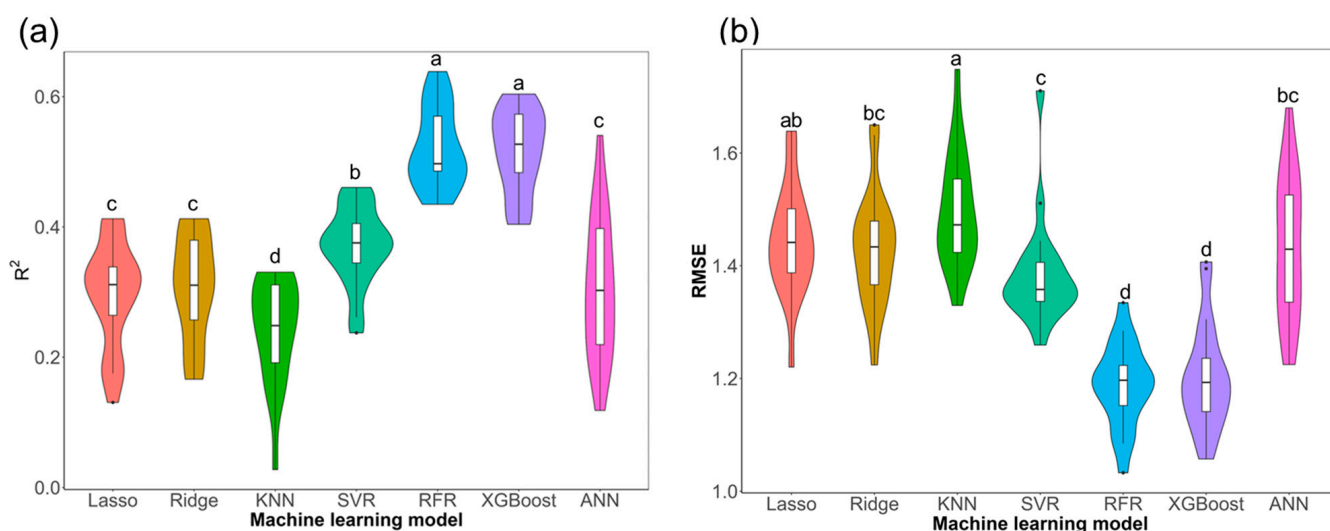 (a)
R²
0.6
0.4
0.2
0.0
c c d b a a c
Lasso Ridge KNN SVR RFR XGBoost ANN
Machine learning model
(b)
RMSE
1.6
1.4
1.2
1.0
ab bc a c d d bc
Lasso Ridge KNN SVR RFR XGBoost ANN
Machine learning model